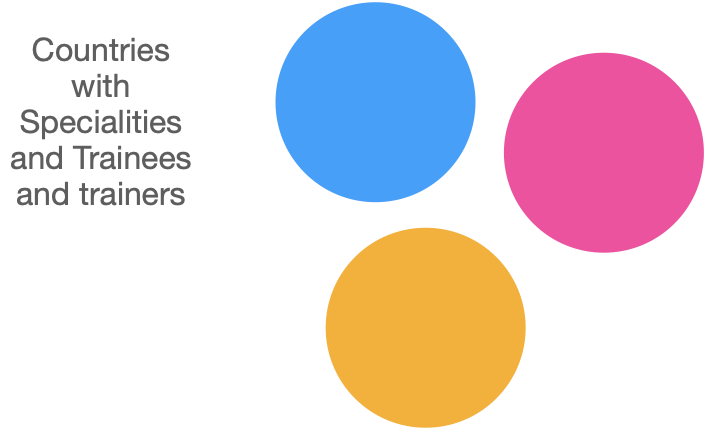 Countries
with
Specialities
and Trainees
and trainers